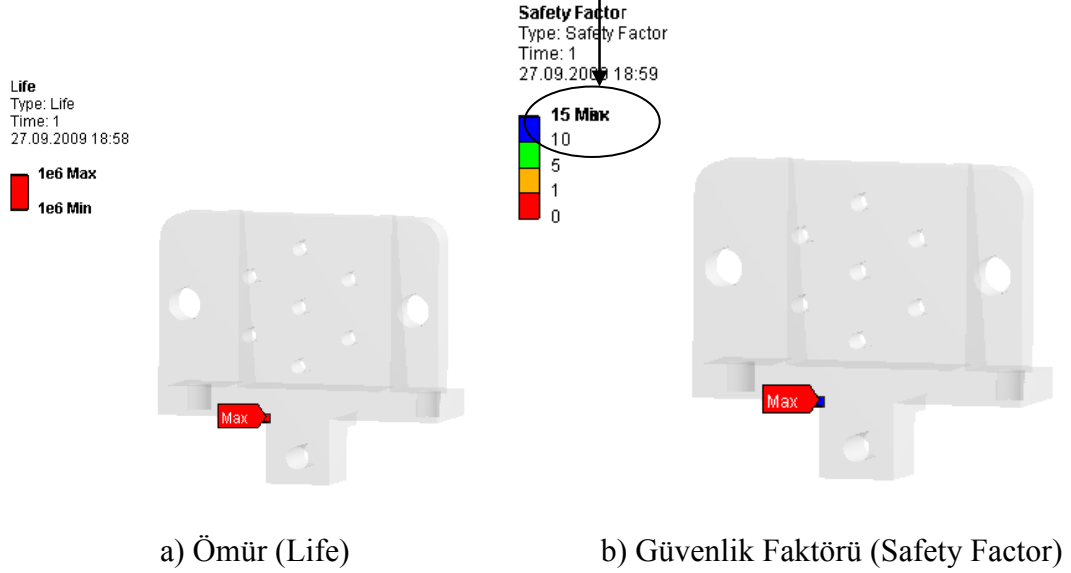 Life
Type: Life
Time: 1
27.09.2009 18:58
1e6 Max
1e6 Min
Max
Safety Factor
Type: Safety Factor
Time: 1
27.09.2009 18:59
15
10
5
1
0
Max
a) Ömür (Life)
b) Güvenlik Faktörü (Safety Factor)